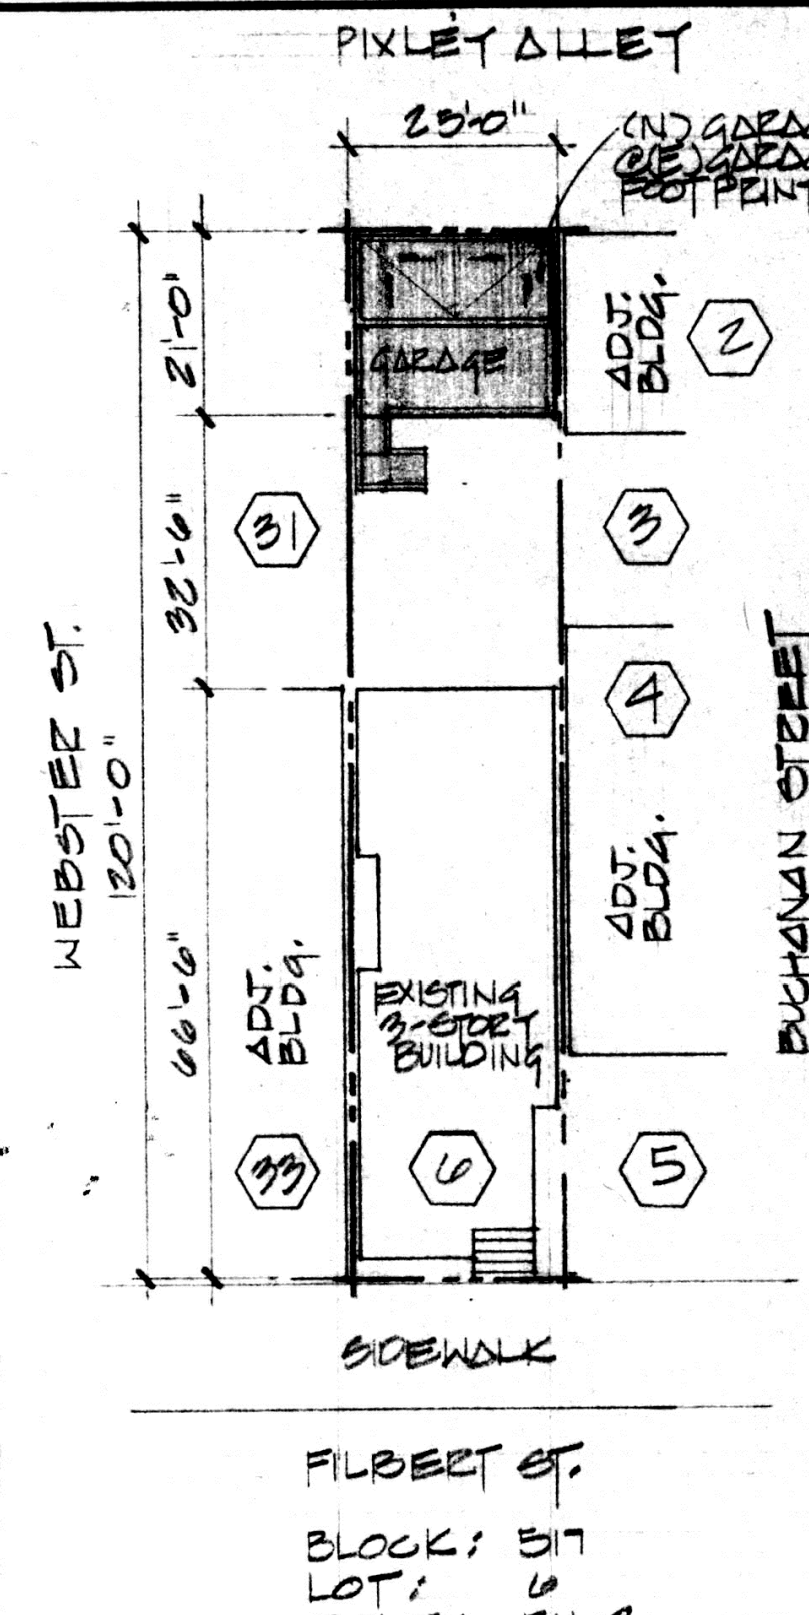 PIXLEY ALLEY
25'-0"
(N) GARA
@(E) GARA
FOOTPRINT
21'-0"
GARAGE
ADJ.
BLDG.
2
32'-6"
31
3
WEBSTER ST.
120'-0"
4
BUCHANAN STREET
66'-6"
ADJ.
BLDG.
EXISTING
3-STORY
BUILDING
ADJ.
BLDG.
33
6
5
SIDEWALK
FILBERT ST.
BLOCK: 517
LOT: 6